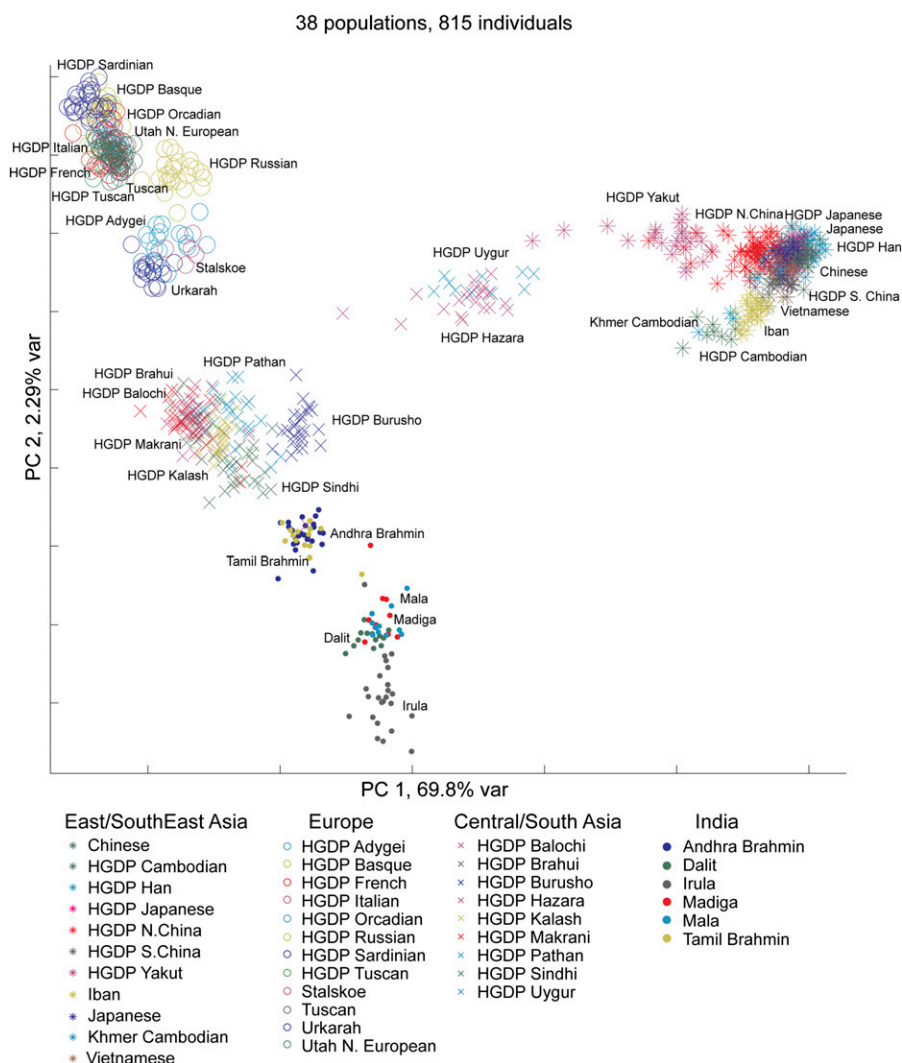 38 populations, 815 individuals
HGDP Sardinian
HGDP Basque
HGDP Orcadian
Utah N. European
HGDP Italian
HGDP Russian
HGDP French
Tuscan
HGDP Tuscan
HGDP Adygei
Stalskoe
Urkarah
HGDP Yakut
HGDP N.China
HGDP Japanese
Japanese
HGDP Han
HGDP Uygur
Chinese
HGDP S. China
Vietnamese
Khmer Cambodian
Iban
HGDP Hazara
HGDP Cambodian
HGDP Pathan
HGDP Brahui
HGDP Balochi
HGDP Burusho
HGDP Makrani
HGDP Kalash
HGDP Sindhi
Andhra Brahmin
Tamil Brahmin
Mala
Madiga
Dalit
Irula
PC 2, 2.29% var
PC 1, 69.8% var
East/SouthEast Asia
Chinese
HGDP Cambodian
HGDP Han
HGDP Japanese
HGDP N.China
HGDP S.China
HGDP Yakut
Iban
Japanese
Khmer Cambodian
Vietnamese
Europe
HGDP Adygei
HGDP Basque
HGDP French
HGDP Italian
HGDP Orcadian
HGDP Russian
HGDP Sardinian
HGDP Tuscan
Stalskoe
Tuscan
Urkarah
Utah N. European
Central/South Asia
HGDP Balochi
HGDP Brahui
HGDP Burusho
HGDP Hazara
HGDP Kalash
HGDP Makrani
HGDP Pathan
HGDP Sindhi
HGDP Uygur
India
Andhra Brahmin
Dalit
Irula
Madiga
Mala
Tamil Brahmin